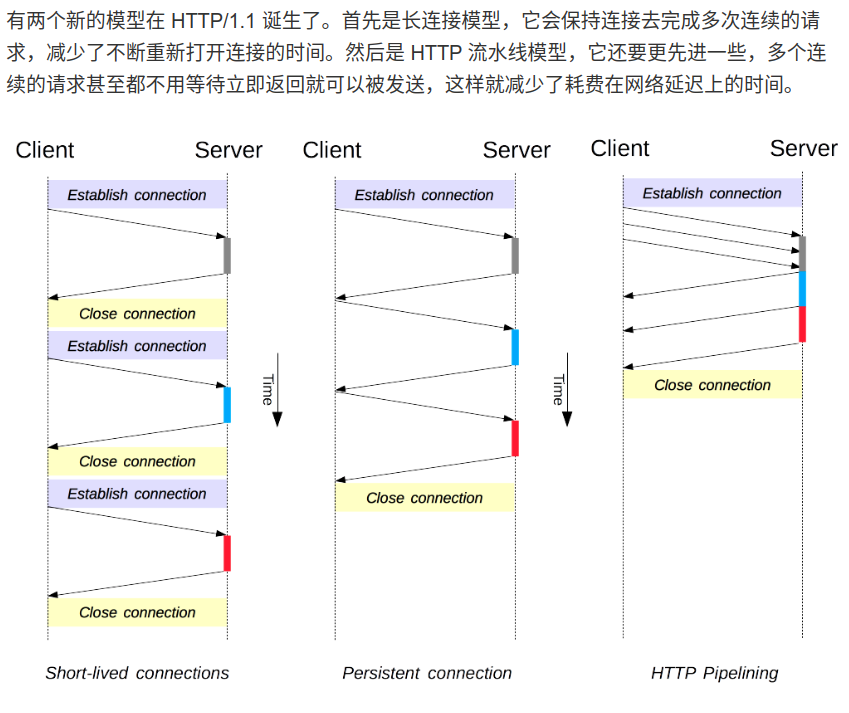 有两个新的模型在 HTTP/1.1 诞生了。首先是长连接模型，它会保持连接去完成多次连续的请
求，减少了不断重新打开连接的时间。然后是 HTTP 流水线模型，它还要更先进一些，多个连
续的请求甚至都不用等待立即返回就可以被发送，这样就减少了耗费在网络延迟上的时间。
Client
Server
Establish connection
Close connection
Establish connection
Close connection
Establish connection
Close connection
Short-lived connections
Time
Client
Server
Establish connection
Close connection
Persistent connection
Time
Client
Server
Establish connection
Close connection
HTTP Pipelining